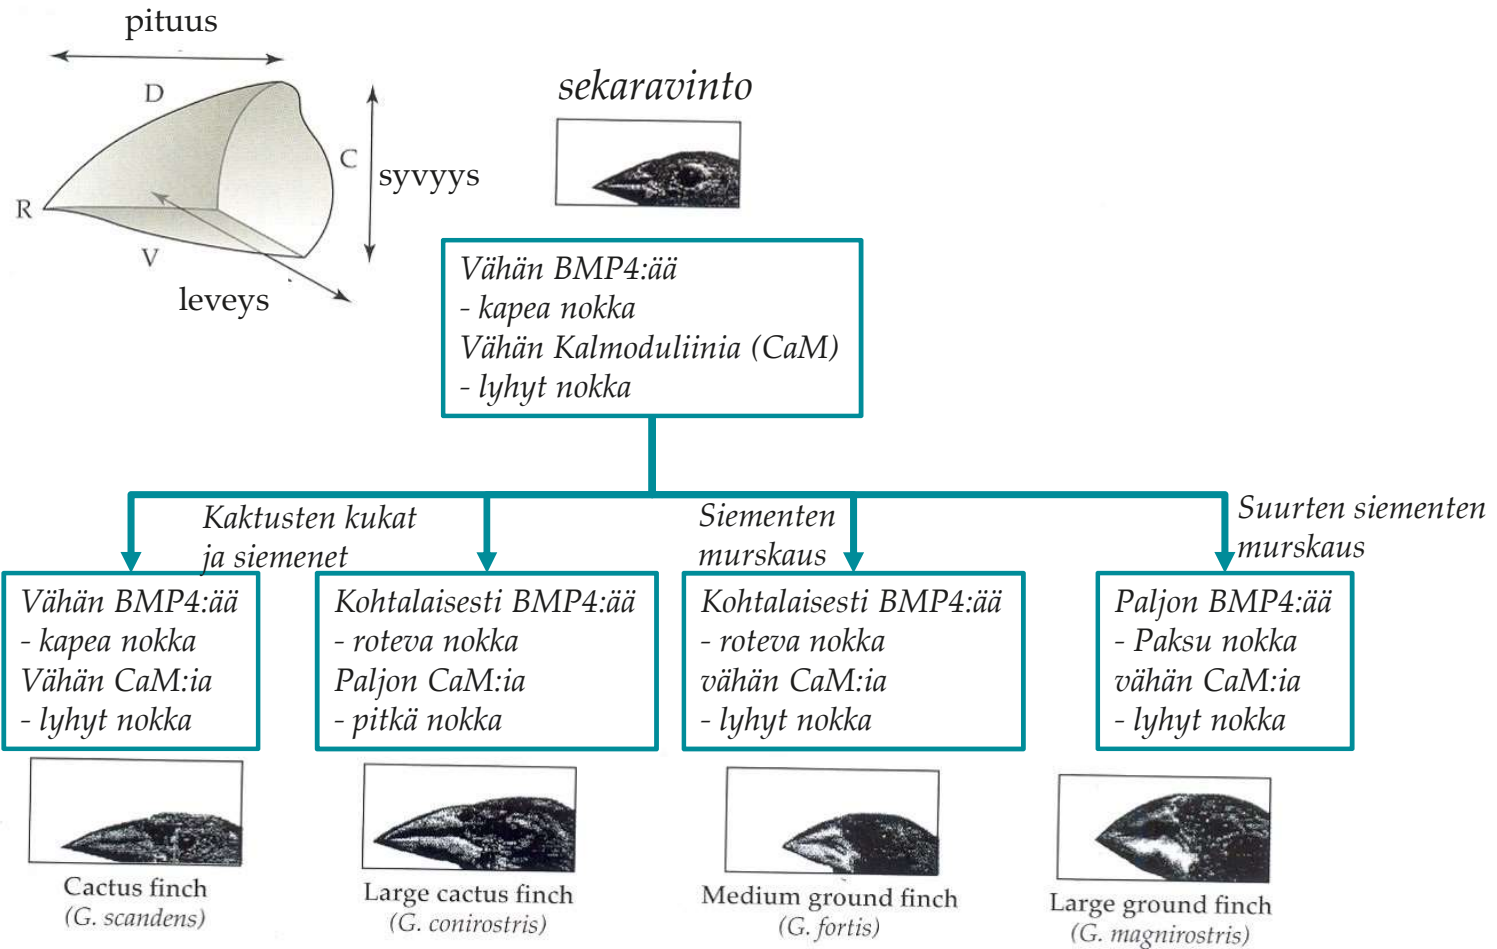 pituus
D
C
syvyys
R
V
leveys
sekaravinto
Vähän BMP4:ää
- kapea nokka
Vähän Kalmoduliinia (CaM)
- lyhyt nokka
Kaktusten kukat
ja siemenet
Siementen
murskaus
Suurten siementen
murskaus
Vähän BMP4:ää
- kapea nokka
Vähän CaM:ia
- lyhyt nokka
Kohtalaisesti BMP4:ää
- roteva nokka
Paljon CaM:ia
- pitkä nokka
Kohtalaisesti BMP4:ää
- roteva nokka
vähän CaM:ia
- lyhyt nokka
Paljon BMP4:ää
- Paksu nokka
vähän CaM:ia
- lyhyt nokka
Cactus finch
(G. scandens)
Large cactus finch
(G. conirostris)
Medium ground finch
(G. fortis)
Large ground finch
(G. magnirostris)